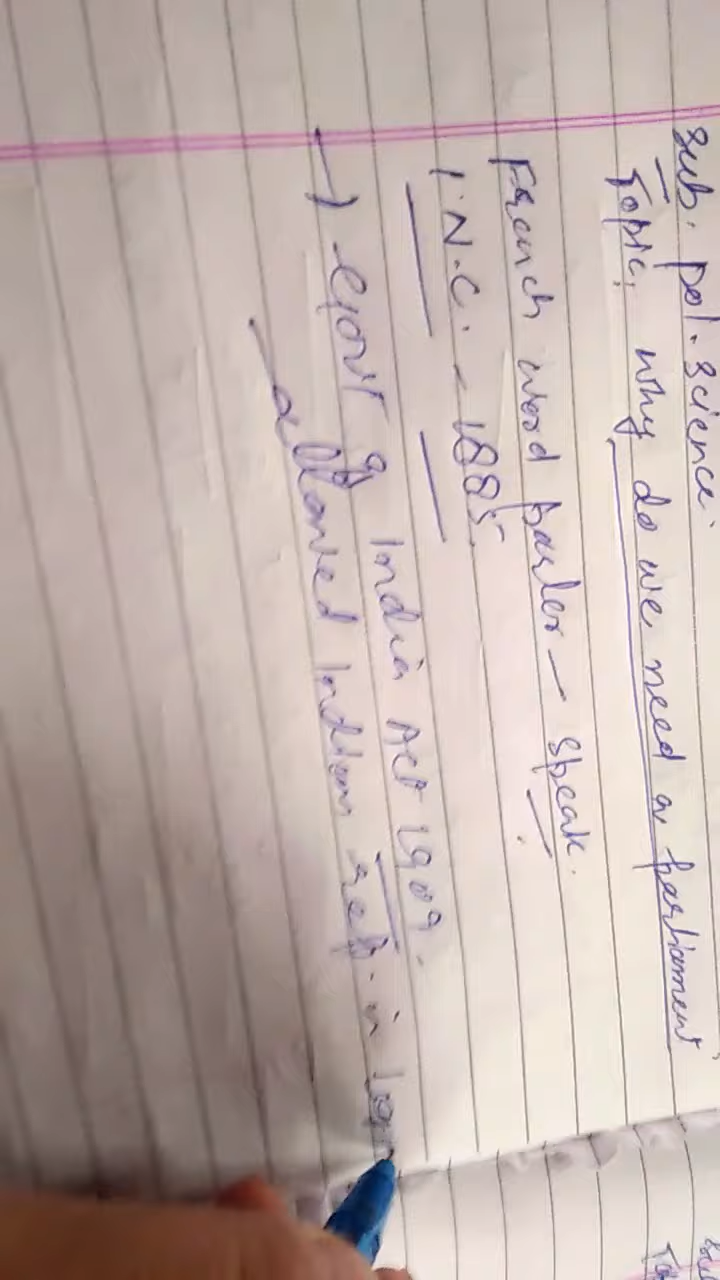 Sub. pol. science.
Topic: why do we need a parliament
French word parler - speak.
I.N.C. - 1885.
Govt of India Act 1909.
allowed Indian rep. in